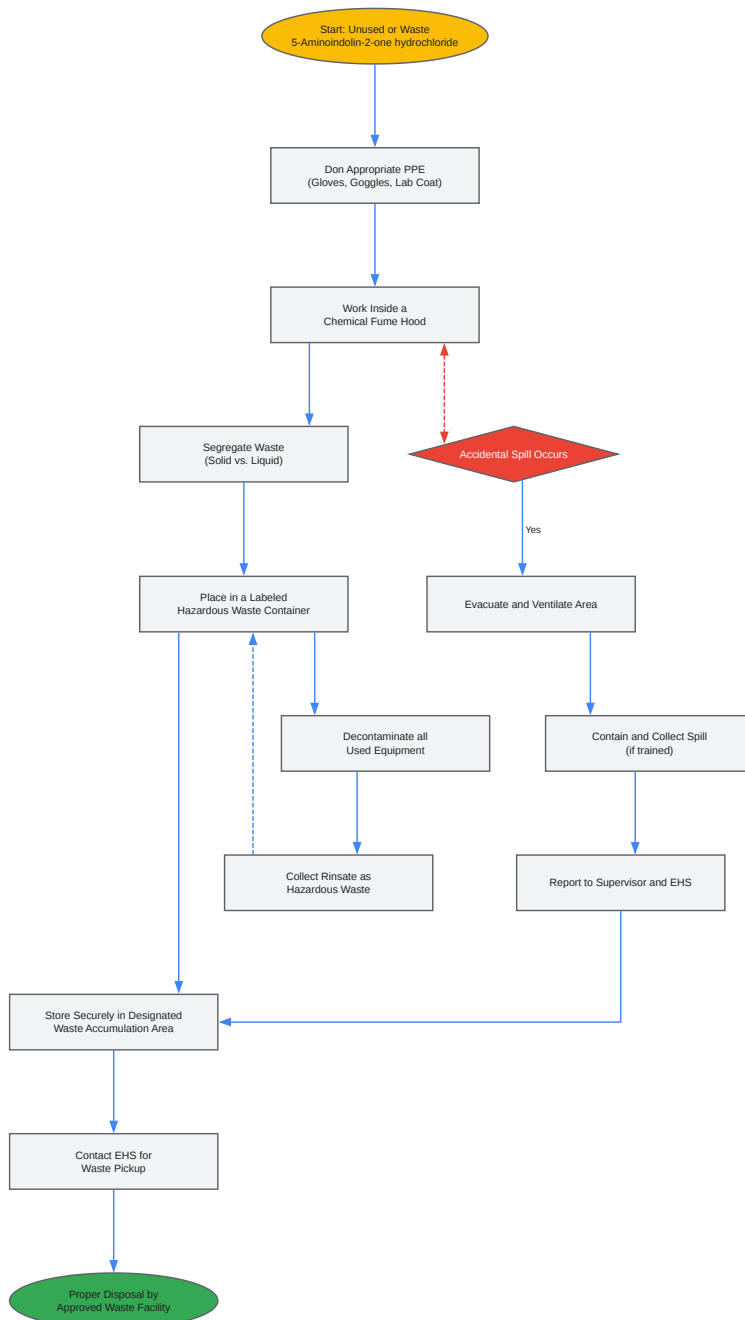 Start: Unused or Waste
5-Aminoindolin-2-one hydrochloride
Don Appropriate PPE
(Gloves, Goggles, Lab Coat)
Work Inside a
Chemical Fume Hood
Segregate Waste
(Solid vs. Liquid)
Accidental Spill Occurs
Yes
Place in a Labeled
Hazardous Waste Container
Evacuate and Ventilate Area
Decontaminate all
Used Equipment
Contain and Collect Spill
(if trained)
Collect Rinsate as
Hazardous Waste
Report to Supervisor and EHS
Store Securely in Designated
Waste Accumulation Area
Contact EHS for
Waste Pickup
Proper Disposal by
Approved Waste Facility